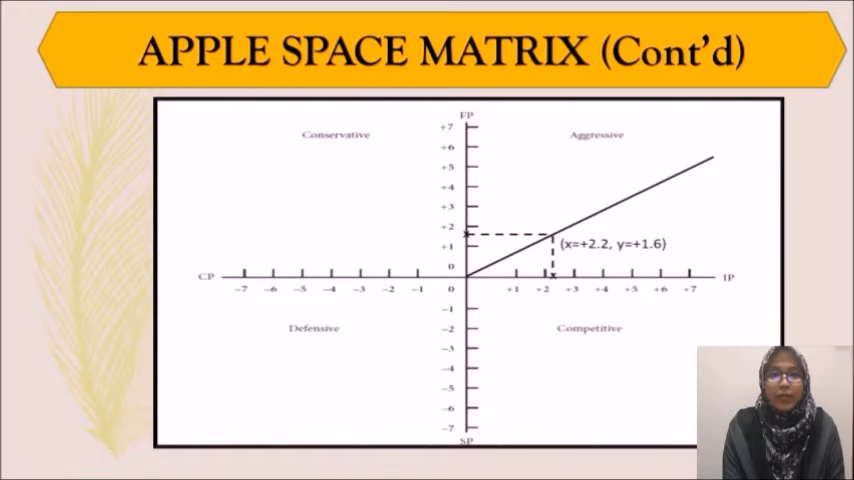 APPLE SPACE MATRIX (Cont'd)
FP
Conservative
Aggressive
+7
+6
+5
+4
+3
+2
+1
0
(x=+2.2, y=+1.6)
CP
IP
-7 -6 -5 -4 -3 -2 -1 0 +1 +2 +3 +4 +5 +6 +7
Defensive
Competitive
-1
-2
-3
-4
-5
-6
-7
SP